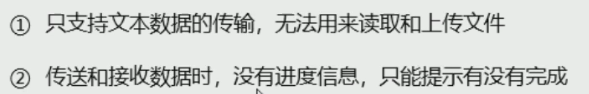 ① 只支持文本数据的传输，无法用来读取和上传文件
② 传送和接收数据时，没有进度信息，只能提示有没有完成